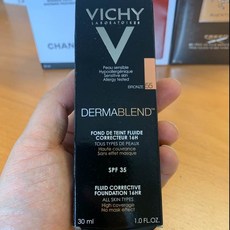 CHAN
VICHY
LABORATOIRES
V
Peau sensible
Hypoallergénique
Sensitive skin
Allergy tested
BRONZE 55
DERMABLEND™
FOND DE TEINT FLUIDE
CORRECTEUR 16H
TOUS TYPES DE PEAUX
Haute couvrance
Sans effet masque
SPF 35
FLUID CORRECTIVE
FOUNDATION 16HR
ALL SKIN TYPES
High coverage
No mask effect
30 ml
1.0 FL.OZ.